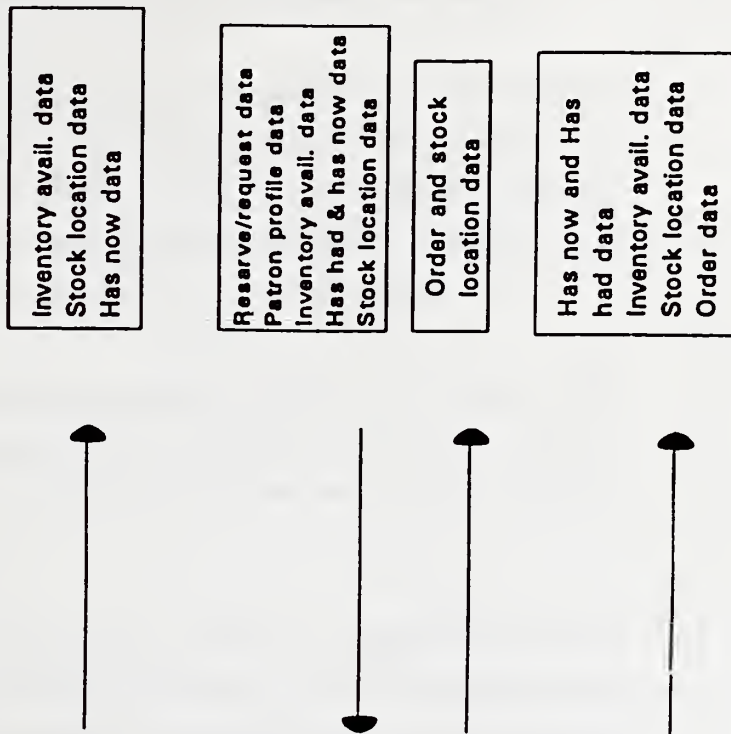 Inventory avail. data
Stock location data
Has now data
Resarve/request data
Patron profile data
Inventory avail. data
Has had & has now data
Stock location data
Order and stock
location data
Has now and Has
had data
Inventory avail. data
Stock location data
Order data